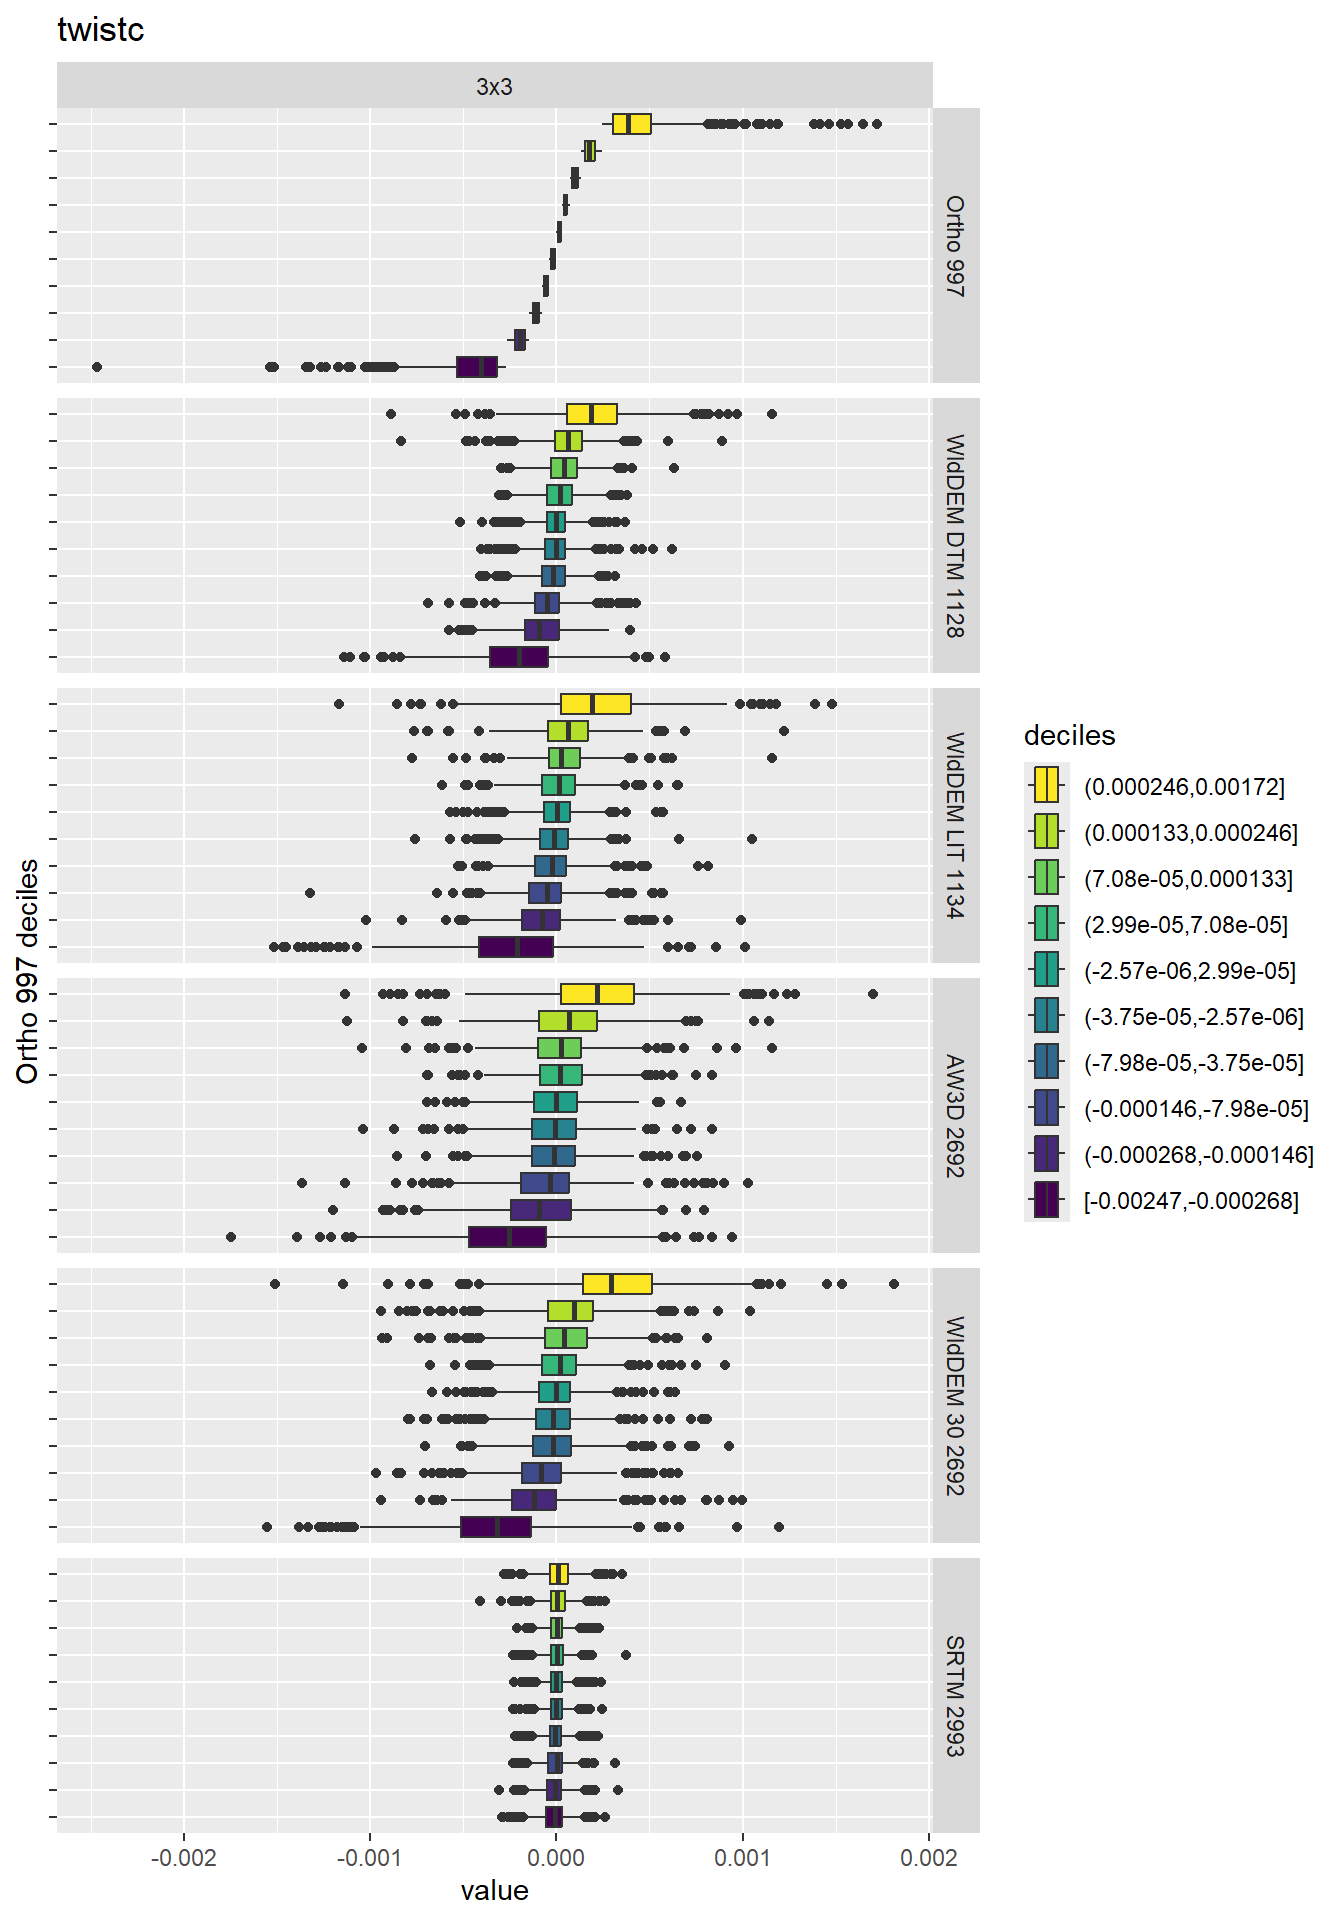 twistc
3x3
Ortho 997
WldDEM DTM 1128
WldDEM LIT 1134
AW3D 2692
WldDEM 30 2692
SRTM 2993
Ortho 997 deciles
-0.002
-0.001
0.000
0.001
0.002
value
deciles
(0.000246,0.00172]
(0.000133,0.000246]
(7.08e-05,0.000133]
(2.99e-05,7.08e-05]
(-2.57e-06,2.99e-05]
(-3.75e-05,-2.57e-06]
(-7.98e-05,-3.75e-05]
(-0.000146,-7.98e-05]
(-0.000268,-0.000146]
[-0.00247,-0.000268]